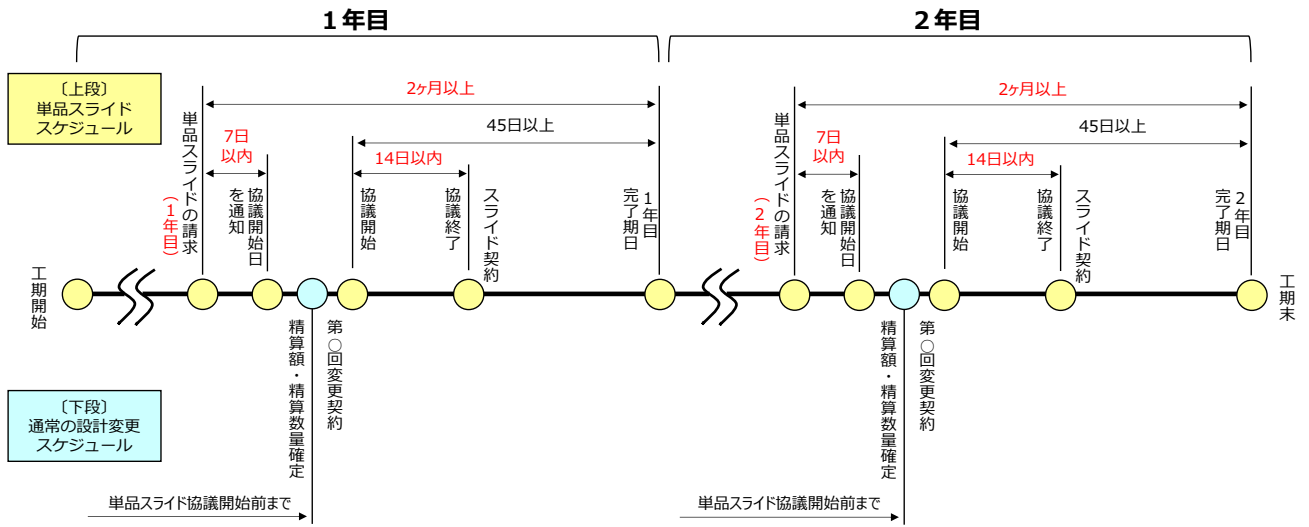 1年目
2年目
〔上段〕
単品スライド
スケジュール
2ヶ月以上
45日以上
7日
以内
14日以内
単品スライドの請求
（1年目）
協議開始日
を通知
協議開始
協議終了
スライド契約
1年目
完了期日
2ヶ月以上
45日以上
7日
以内
14日以内
単品スライドの請求
（2年目）
協議開始日
を通知
協議開始
協議終了
スライド契約
2年目
完了期日
工期開始
工期末
〔下段〕
通常の設計変更
スケジュール
精算額・精算数量確定
第○回変更契約
単品スライド協議開始前まで
精算額・精算数量確定
第○回変更契約
単品スライド協議開始前まで